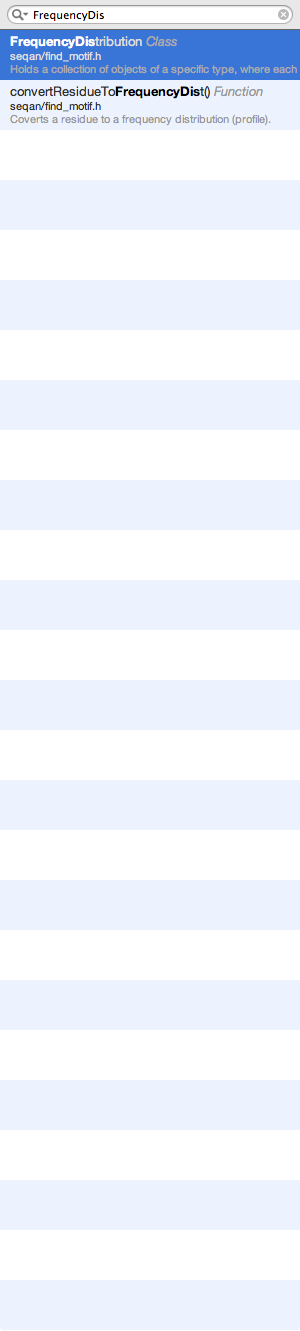 FrequencyDis
FrequencyDistribution Class
seqan/find_motif.h
Holds a collection of objects of a specific type, where each
convertResidueToFrequencyDist() Function
seqan/find_motif.h
Coverts a residue to a frequency distribution (profile).